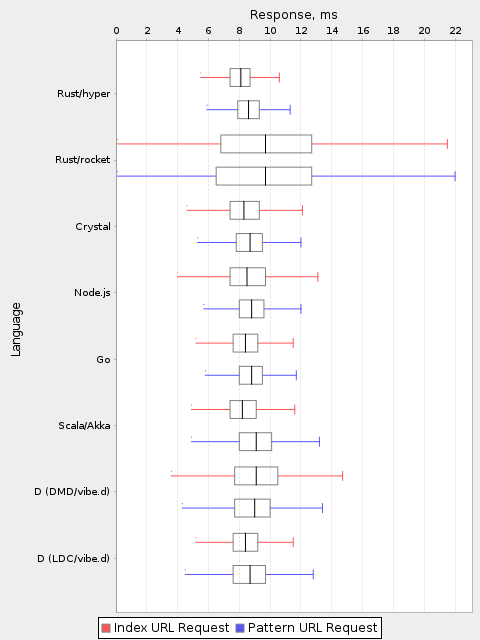 Response, ms
0 2 4 6 8 10 12 14 16 18 20 22
Rust/hyper
Rust/rocket
Crystal
Node.js
Go
Scala/Akka
D (DMD/vibe.d)
D (LDC/vibe.d)
Language
Index URL Request Pattern URL Request